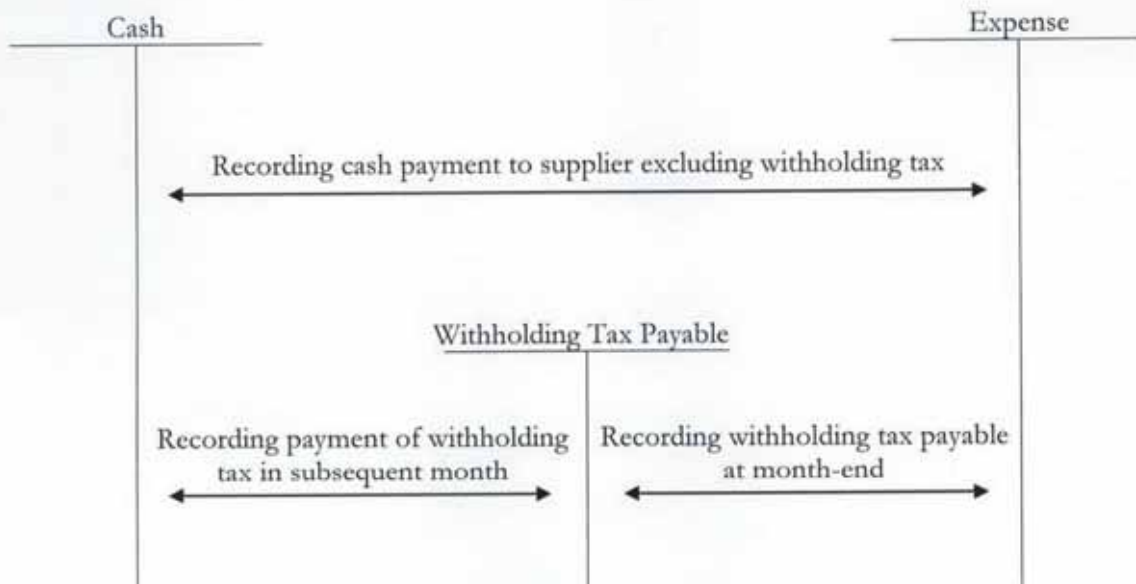 Cash
Expense
Recording cash payment to supplier excluding withholding tax
Withholding Tax Payable
Recording payment of withholding
tax in subsequent month
Recording withholding tax payable
at month-end